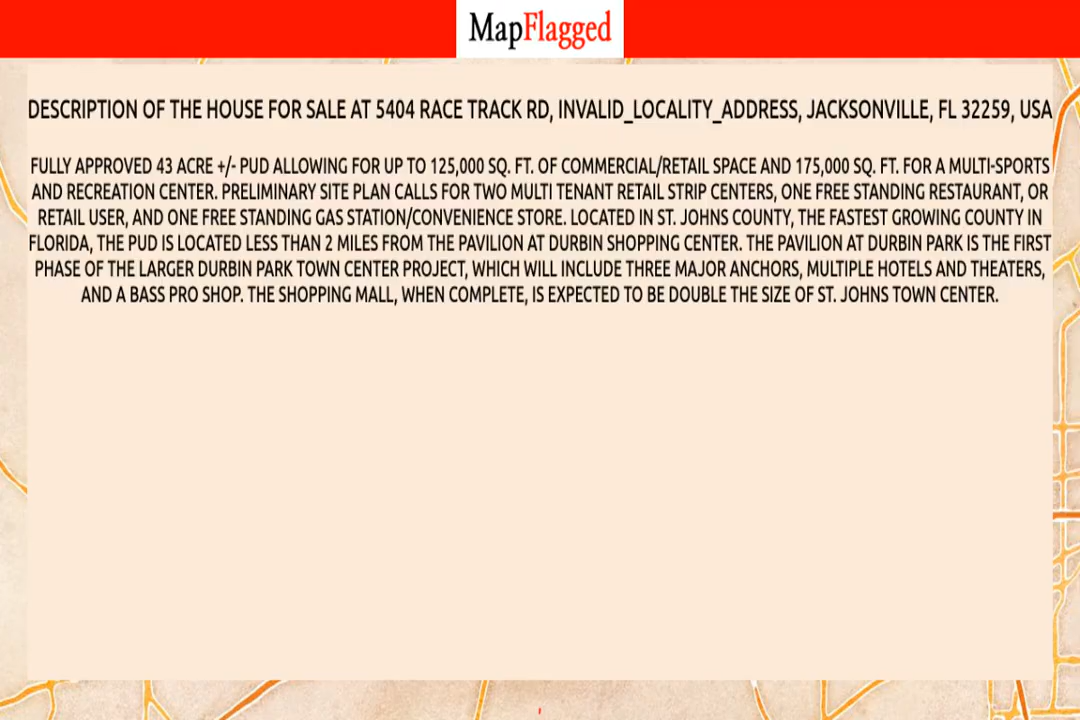 MapFlagged
DESCRIPTION OF THE HOUSE FOR SALE AT 5404 RACE TRACK RD, INVALID_LOCALITY_ADDRESS, JACKSONVILLE, FL 32259, USA
FULLY APPROVED 43 ACRE +/- PUD ALLOWING FOR UP TO 125,000 SQ. FT. OF COMMERCIAL/RETAIL SPACE AND 175,000 SQ. FT. FOR A MULTI-SPORTS
AND RECREATION CENTER. PRELIMINARY SITE PLAN CALLS FOR TWO MULTI TENANT RETAIL STRIP CENTERS, ONE FREE STANDING RESTAURANT, OR
RETAIL USER, AND ONE FREE STANDING GAS STATION/CONVENIENCE STORE. LOCATED IN ST. JOHNS COUNTY, THE FASTEST GROWING COUNTY IN
FLORIDA, THE PUD IS LOCATED LESS THAN 2 MILES FROM THE PAVILION AT DURBIN SHOPPING CENTER. THE PAVILION AT DURBIN PARK IS THE FIRST
PHASE OF THE LARGER DURBIN PARK TOWN CENTER PROJECT, WHICH WILL INCLUDE THREE MAJOR ANCHORS, MULTIPLE HOTELS AND THEATERS,
AND A BASS PRO SHOP. THE SHOPPING MALL, WHEN COMPLETE, IS EXPECTED TO BE DOUBLE THE SIZE OF ST. JOHNS TOWN CENTER.